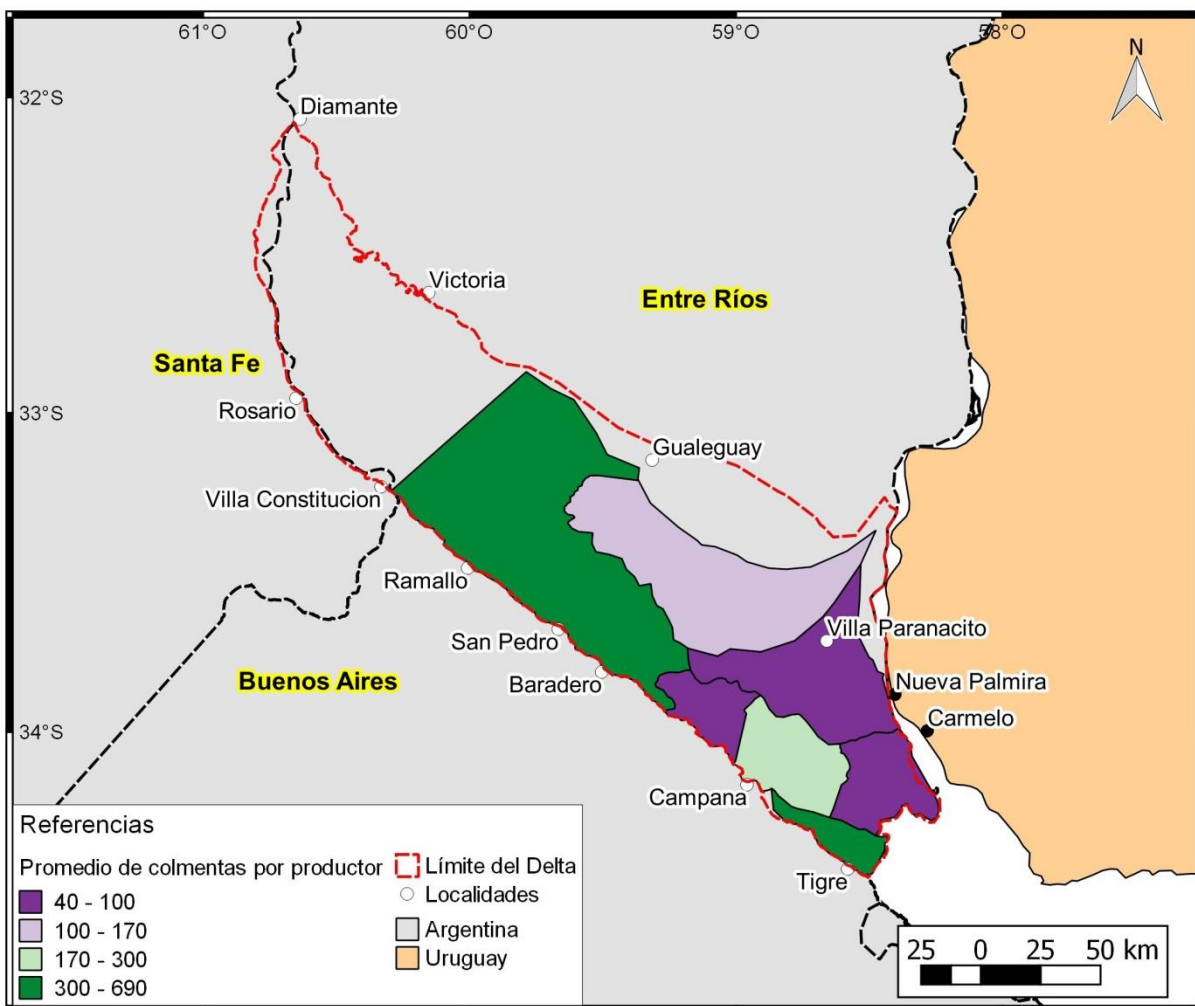 61°O 60°O 59°O 58°O
N
32°S
Diamante
Victoria
Entre Ríos
Santa Fe
33°S
Rosario
Gualeguay
Villa Constitucion
Ramallo
San Pedro
Villa Paranacito
Baradero
Buenos Aires
Nueva Palmira
Carmelo
34°S
Campana
Tigre
Referencias
Promedio de colmentas por productor
40 - 100
100 - 170
170 - 300
300 - 690
Límite del Delta
Localidades
Argentina
Uruguay
25 0 25 50 km